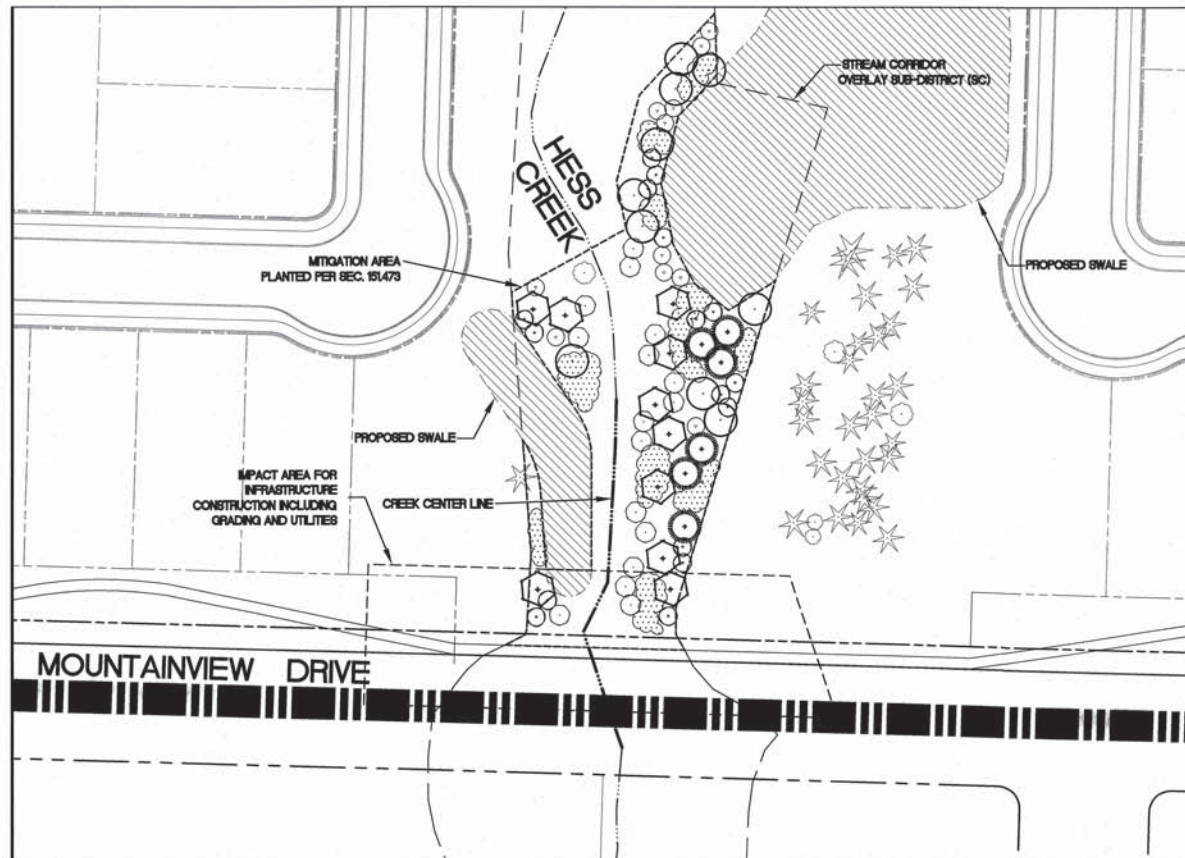 STREAM CORRIDOR
OVERLAY SUB-DISTRICT (SC)
HESS
CREEK
MITIGATION AREA
PLANTED PER SEC. 151.473
PROPOSED SWALE
PROPOSED SWALE
IMPACT AREA FOR
INFRASTRUCTURE
CONSTRUCTION INCLUDING
GRADING AND UTILITIES
CREEK CENTER LINE
MOUNTAINVIEW DRIVE